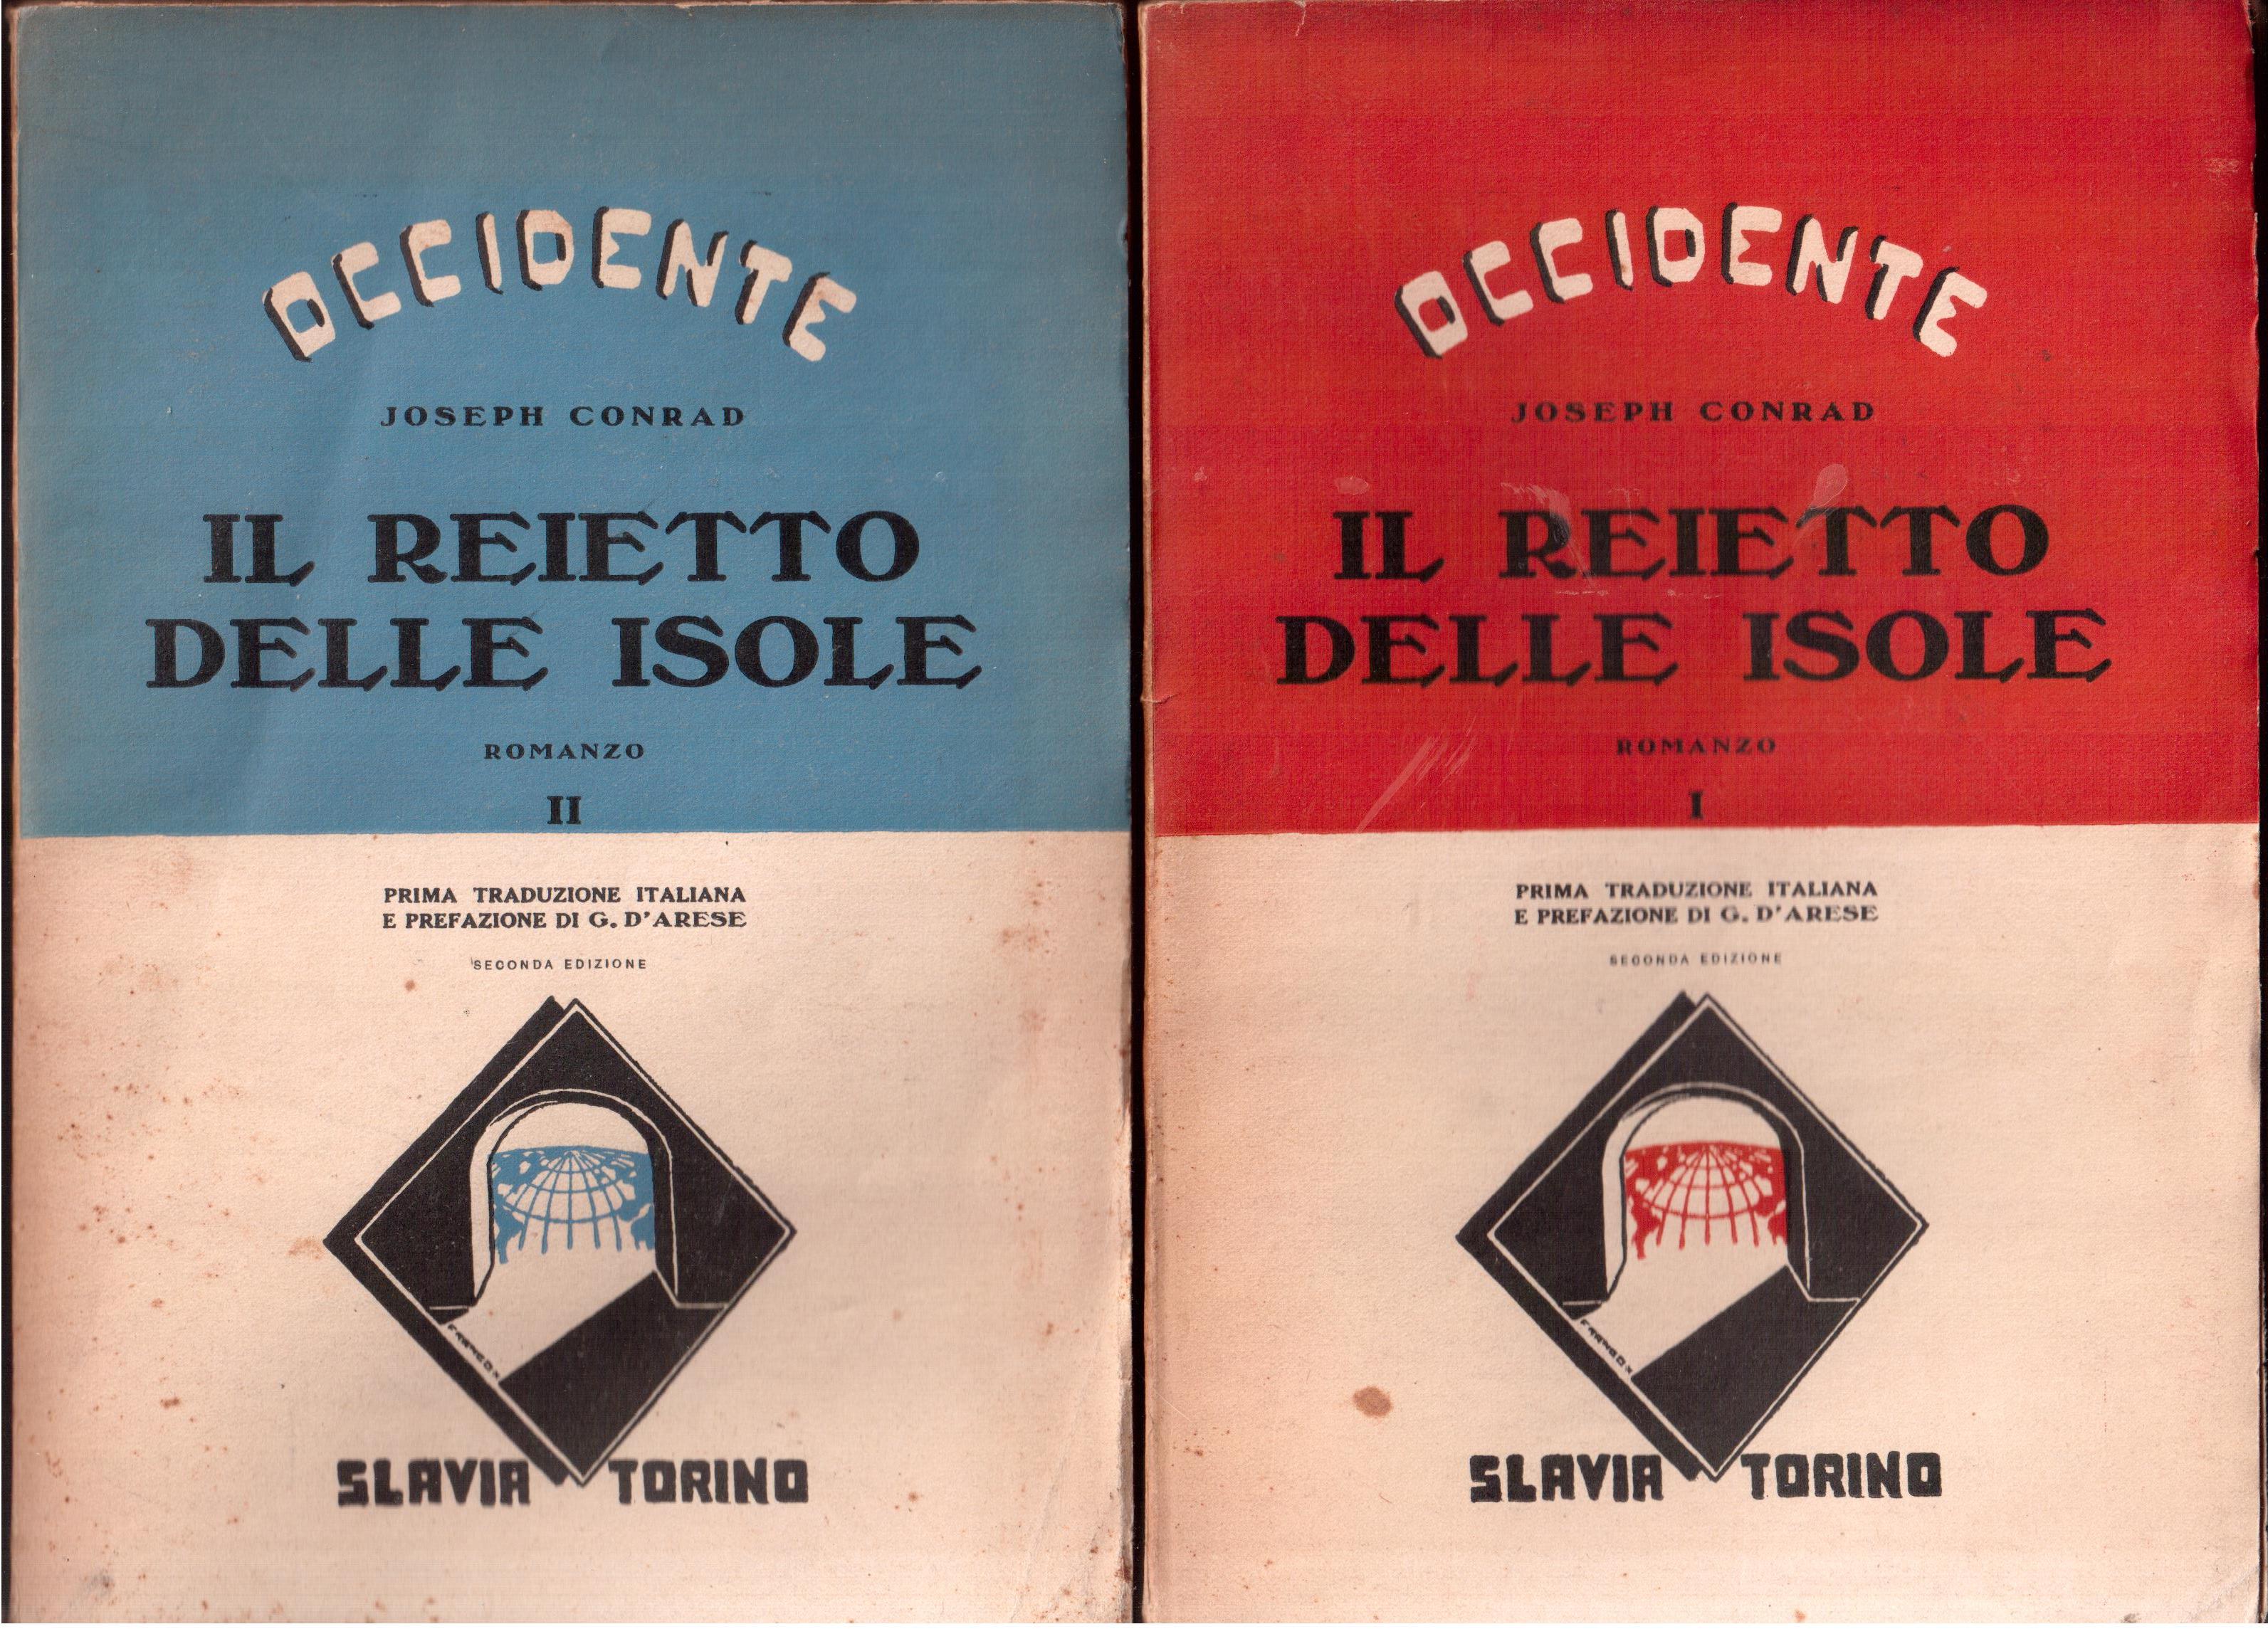 OCCIDENTE
JOSEPH CONRAD
IL REIETTO
DELLE ISOLE
ROMANZO
II
PRIMA TRADUZIONE ITALIANA
E PREFAZIONE DI G. D'ARESE
SECONDA EDIZIONE
SLAVIA TORINO
OCCIDENTE
JOSEPH CONRAD
IL REIETTO
DELLE ISOLE
ROMANZO
I
PRIMA TRADUZIONE ITALIANA
E PREFAZIONE DI G. D'ARESE
SECONDA EDIZIONE
SLAVIA TORINO